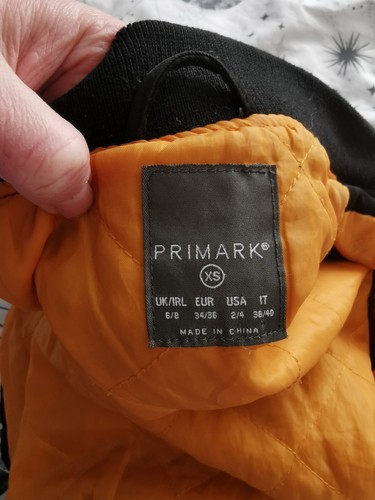 PRIMARK®
XS
UK/IRL EUR USA IT
6/8 34/36 2/4 38/40
MADE IN CHINA